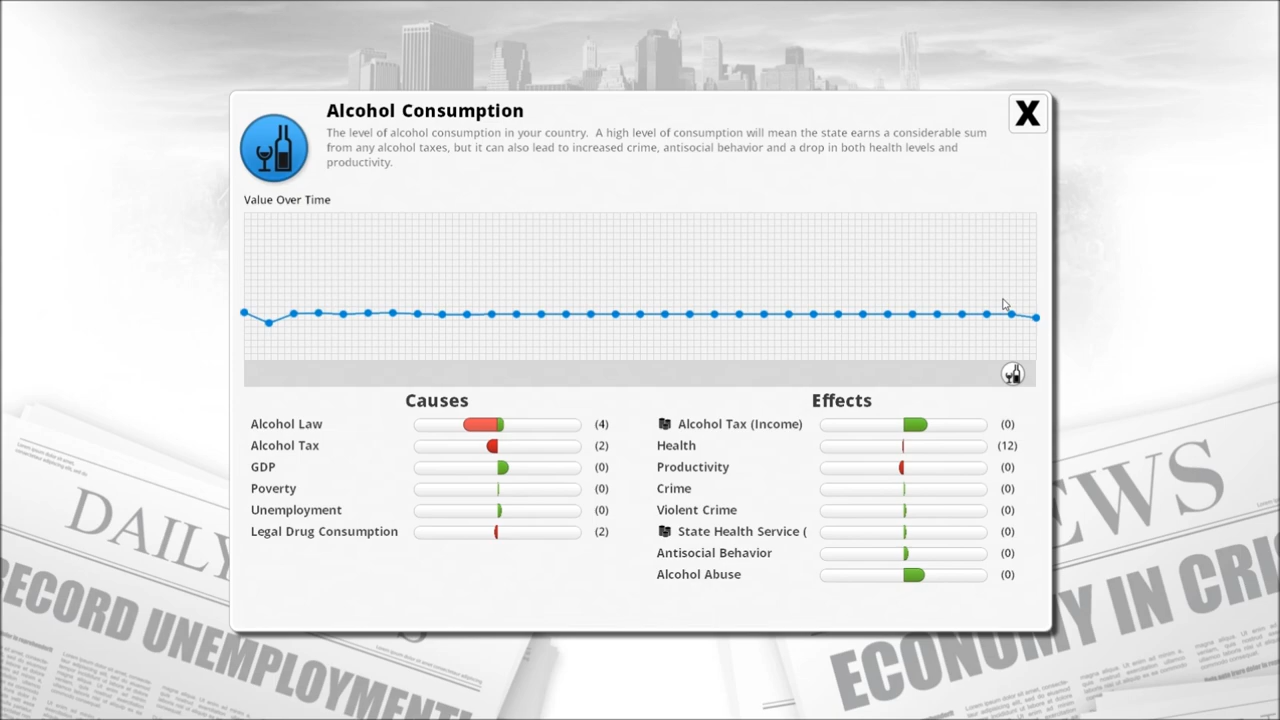 Alcohol Consumption
X
The level of alcohol consumption in your country.  A high level of consumption will mean the state earns a considerable sum
from any alcohol taxes, but it can also lead to increased crime, antisocial behavior and a drop in both health levels and
productivity.
Value Over Time
Causes
Alcohol Law (4)
Alcohol Tax (2)
GDP (0)
Poverty (0)
Unemployment (0)
Legal Drug Consumption (2)
Effects
Alcohol Tax (Income) (0)
Health (12)
Productivity (0)
Crime (0)
Violent Crime (0)
State Health Service ( (0)
Antisocial Behavior (0)
Alcohol Abuse (0)
DAILY
RECORD UNEMPLOYMENT
EWS
ECONOMY IN CRI